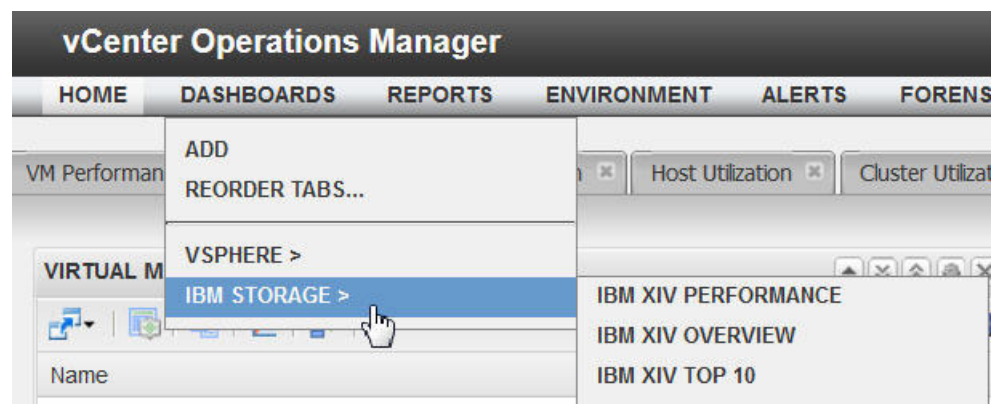 vCenter Operations Manager
HOME DASHBOARDS REPORTS ENVIRONMENT ALERTS
ADD
VM Performan Host Utilization Cluster Utilizat
REORDER TABS...
VSPHERE >
VIRTUAL M
IBM STORAGE >
IBM XIV PERFORMANCE
IBM XIV OVERVIEW
Name
IBM XIV TOP 10